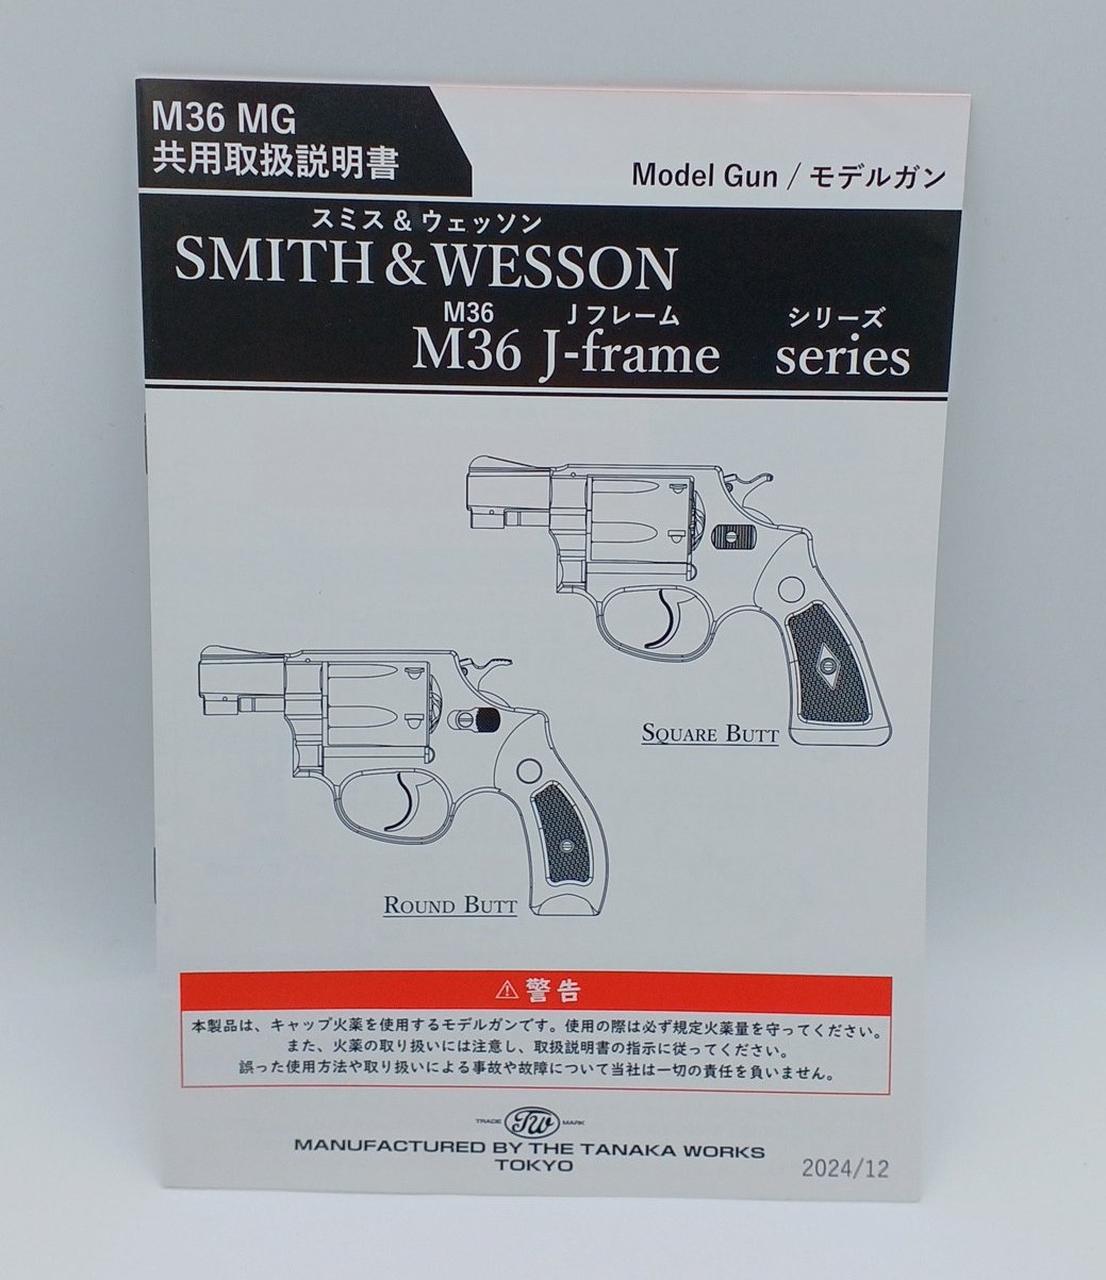 M36 MG
共用取扱説明書
Model Gun / モデルガン
スミス & ウェッソン
SMITH & WESSON
M36 Jフレーム シリーズ
M36 J-frame series
SQUARE BUTT
ROUND BUTT
⚠警告
本製品は、キャップ火薬を使用するモデルガンです。使用の際は必ず規定火薬量を守ってください。
また、火薬の取り扱いには注意し、取扱説明書の指示に従ってください。
誤った使用方法や取り扱いによる事故や故障について当社は一切の責任を負いません。
TRADE TW MARK
MANUFACTURED BY THE TANAKA WORKS
TOKYO
2024/12